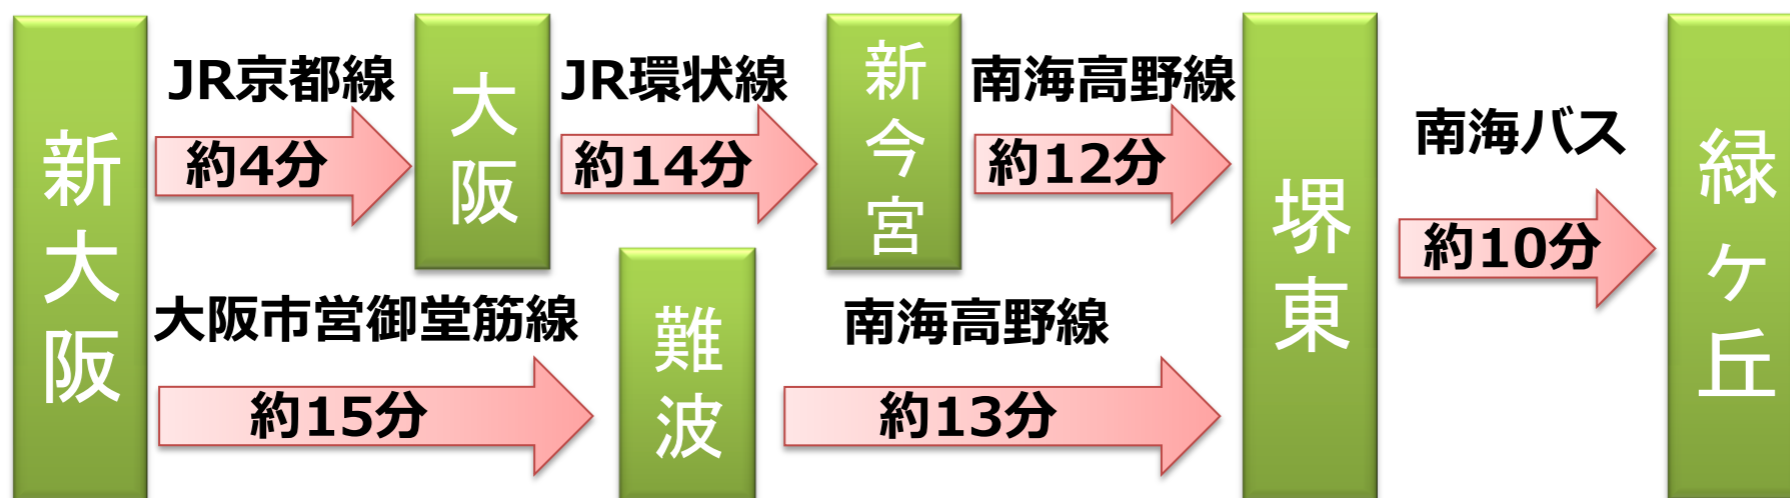 新大阪
JR京都線
約4分
大阪
JR環状線
約14分
新今宮
南海高野線
約12分
大阪市営御堂筋線
約15分
難波
南海高野線
約13分
堺東
南海バス
約10分
緑ヶ丘